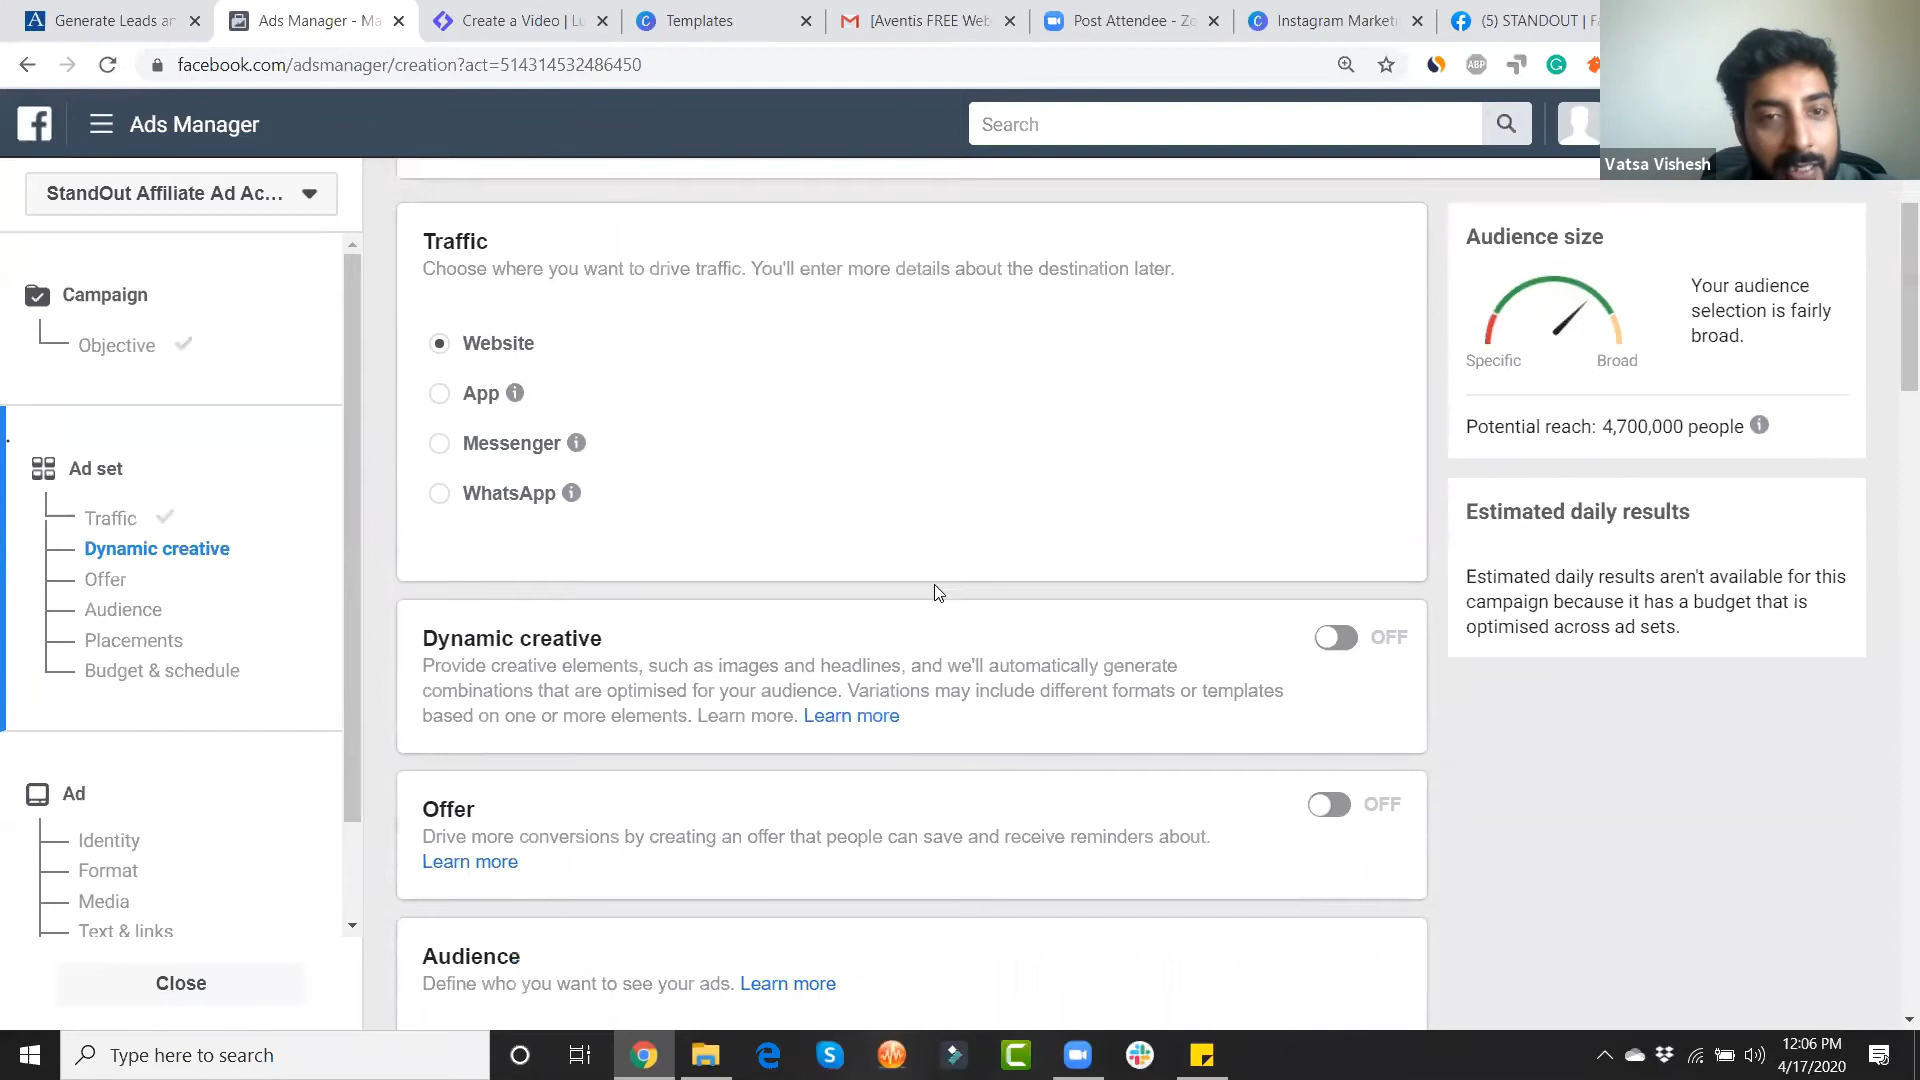 Generate Leads an
Ads Manager - Ma
Create a Video | Lu
Templates
[Aventis FREE Web
Post Attendee - Zo
Instagram Marketi
(5) STANDOUT | Fa
facebook.com/adsmanager/creation?act=514314532486450
ABP
Ads Manager
Search
Vatsa Vishesh
StandOut Affiliate Ad Ac...
Campaign
Objective
Ad set
Traffic
Dynamic creative
Offer
Audience
Placements
Budget & schedule
Ad
Identity
Format
Media
Text & links
Close
Traffic
Choose where you want to drive traffic. You'll enter more details about the destination later.
Website
App
Messenger
WhatsApp
Dynamic creative
OFF
Provide creative elements, such as images and headlines, and we'll automatically generate
combinations that are optimised for your audience. Variations may include different formats or templates
based on one or more elements. Learn more. Learn more
Offer
OFF
Drive more conversions by creating an offer that people can save and receive reminders about.
Learn more
Audience
Define who you want to see your ads. Learn more
Audience size
Specific
Broad
Your audience
selection is fairly
broad.
Potential reach: 4,700,000 people
Estimated daily results
Estimated daily results aren't available for this
campaign because it has a budget that is
optimised across ad sets.
Type here to search
12:06 PM
4/17/2020